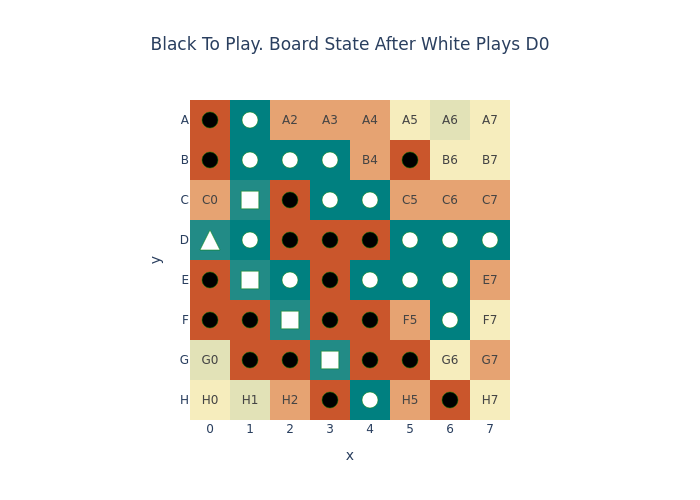 Black To Play. Board State After White Plays D0
A A2 A3 A4 A5 A6 A7
B B4 B6 B7
C C0 C5 C6 C7
D
E E7
F F5 F7
G G0 G6 G7
H H0 H1 H2 H5 H7
0 1 2 3 4 5 6 7
x
y